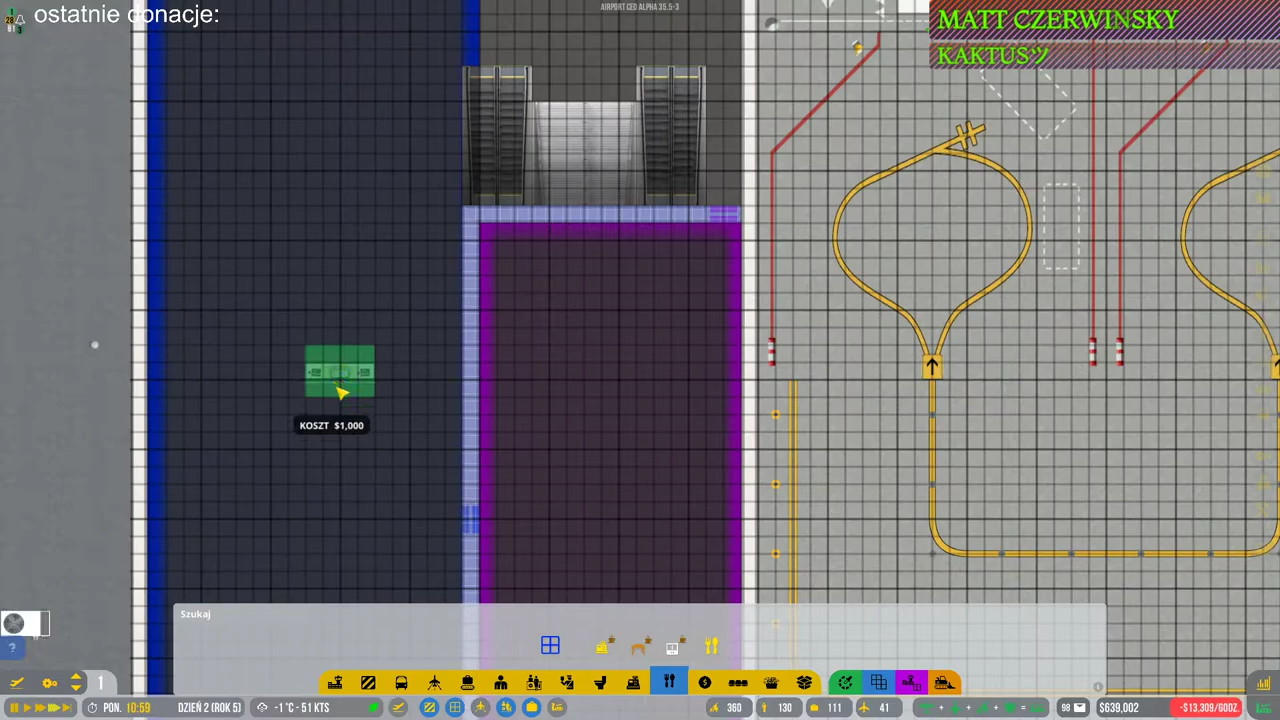 ostatnie donacje:
AIRPORT CEO ALPHA 35.5-3
MATT CZERWINSKY
KAKTUSツ
KOSZT $1,000
Szukaj
?
1
PON. 10:59
DZIEŃ 2 (ROK 5)
-1 °C - 51 KTS
360
130
111
41
98
$639,002
-$13.309/GODZ.